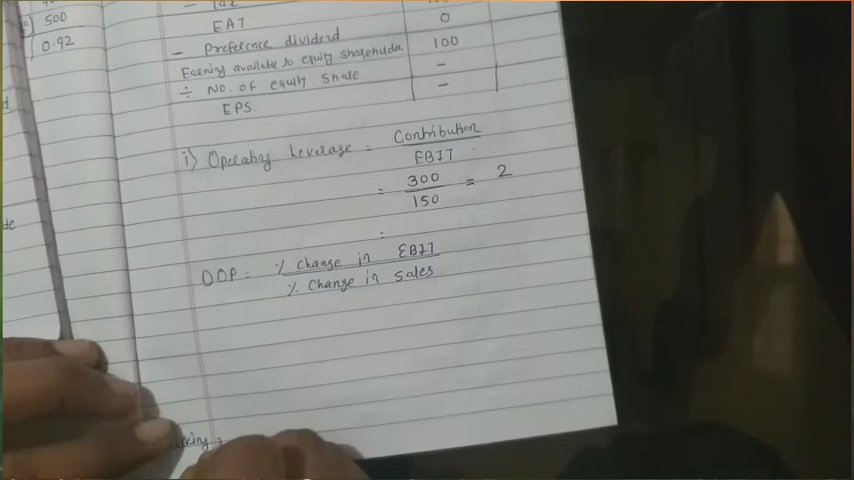 500
0.92
EAT 0
- Preference dividend 100
Earning available to equity shareholder -
÷ No. of equity share -
EPS.
i) Operating Leverage = Contribution
EBIT
= 300 = 2
150
=
DOP = % Change in EBIT
% Change in Sales